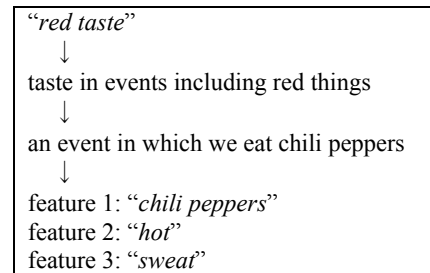 “red taste”
↓
taste in events including red things
↓
an event in which we eat chili peppers
↓
feature 1: “chili peppers”
feature 2: “hot”
feature 3: “sweat”